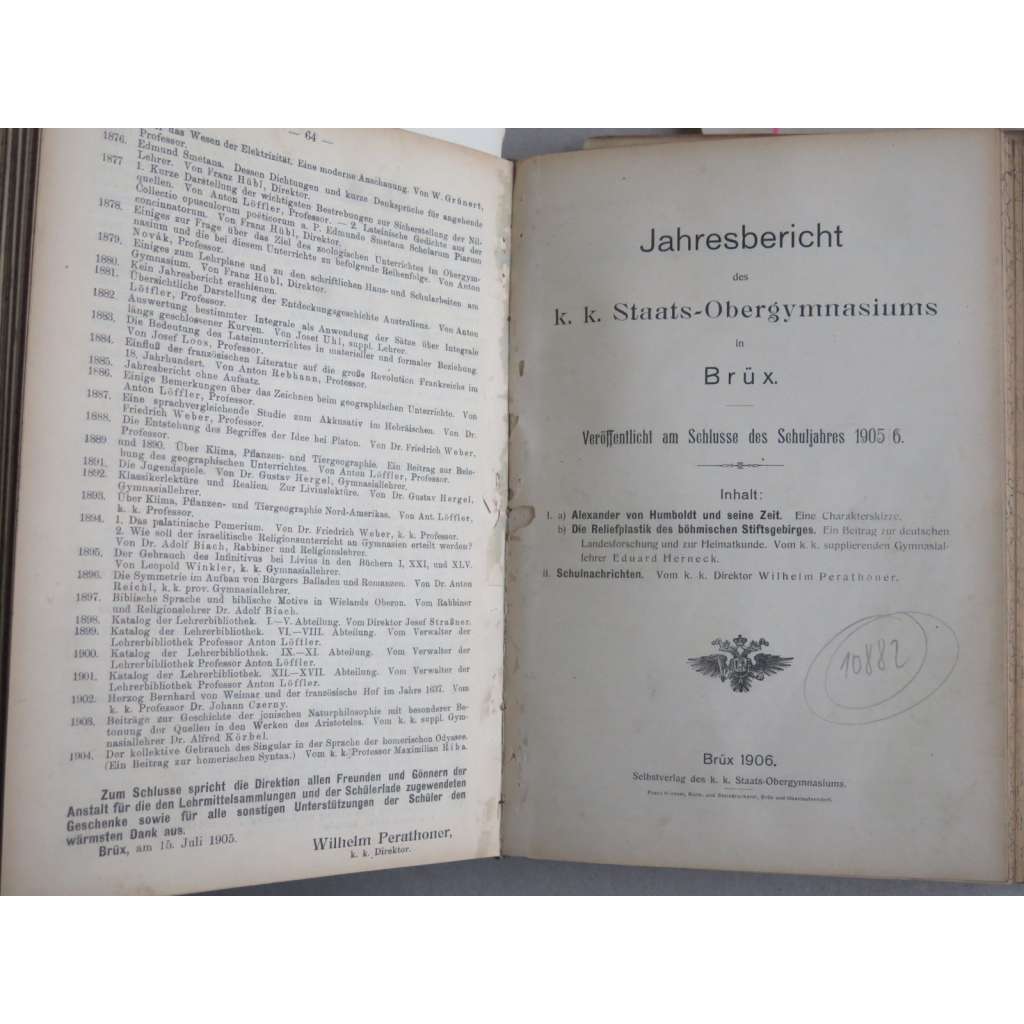 — 64 —
das Wesen der Elektrizität. Eine moderne Anschauung. Von W. Grünert,
Professor.
1876. Edmund Smetana. Dessen Dichtungen und kurze Denksprüche für angehende
Lehrer. Von Franz Hübl, Direktor.
1877 1. Kurze Darstellung der wichtigsten Bestrebungen zur Sicherstellung der Nil-
quellen. Von Anton Löffler, Professor. — 2. Lateinische Gedichte aus der
Collectio opusculorum poëticorum a. P. Edmundo Smetana Scholarum Piarum
concinnatorum. Von Franz Hübl, Direktor.
1878. Einiges zur Frage über das Ziel des zoologischen Unterrichtes im Obergym-
nasium und die bei diesem Unterrichte zu befolgende Reihenfolge. Von Anton
Novák, Professor.
1879. Einiges zum Lehrplane und zu den schriftlichen Haus- und Schularbeiten am
Gymnasium. Von Franz Hübl, Direktor.
1880. Kein Jahresbericht erschienen.
1881. Übersichtliche Darstellung der Entdeckungsgeschichte Australiens. Von Anton
Löffler, Professor.
1882. Auswertung bestimmter Integrale als Anwendung der Sätze über Integrale
längs geschlossener Kurven. Von Josef Uhl, suppl. Lehrer.
1883. Die Bedeutung des Lateinunterrichts in materieller und formaler Beziehung.
Von Josef Loos, Professor.
1884. Einfluß der französischen Literatur auf die große Revolution Frankreichs im
18. Jahrhundert. Von Anton Rebhann, Professor.
1885. Jahresbericht ohne Aufsatz.
1886. Einige Bemerkungen über das Zeichnen beim geographischen Unterrichte. Von
Anton Löffler, Professor.
1887. Eine sprachvergleichende Studie zum Akkusativ im Hebräischen. Von Dr.
Friedrich Weber, Professor.
1888. Die Entstehung des Begriffes der Idee bei Platon. Von Dr. Friedrich Weber,
Professor.
1889 und 1890. Über Klima, Pflanzen- und Tiergeographie. Ein Beitrag zur Bele-
bung des geographischen Unterrichtes. Von Anton Löffler, Professor.
1891. Die Jugendspiele. Von Dr. Gustav Hergel, Gymnasiallehrer.
1892. Klassikerlektüre und Realien. Zur Livinslektüre. Von Dr. Gustav Hergel,
Gymnasiallehrer.
1893. Über Klima, Pflanzen- und Tiergeographie Nord-Amerikas. Von Ant. Löffler,
k. k. Professor.
1894. 1. Das palatinische Pomerium. Von Dr. Friedrich Weber, k. k. Professor.
2. Wie soll der israelitische Religionsunterricht an Gymnasien erteilt werden?
Von Dr. Adolf Biach, Rabbiner und Religionslehrer.
1895. Der Gebrauch des Infinitivs bei Livius in den Büchern I, XXI, und XLV.
Von Leopold Winkler, k. k. Gymnasiallehrer.
1896. Die Symmetrie im Aufbau von Bürgers Balladen und Romanzen. Von Dr. Anton
Reichl, k. k. prov. Gymnasiallehrer.
1897. Biblische Sprache und biblische Motive in Wielands Oberon. Vom Rabbiner
und Religionslehrer Dr. Adolf Biach.
1898. Katalog der Lehrerbibliothek. I.—V. Abteilung. Vom Direktor Josef Straßner.
1899. Katalog der Lehrerbibliothek. VI.—VIII. Abteilung. Vom Verwalter der
Lehrerbibliothek Professor Anton Löffler.
1900. Katalog der Lehrerbibliothek. IX.—XI. Abteilung. Vom Verwalter der
Lehrerbibliothek Professor Anton Löffler.
1901. Katalog der Lehrerbibliothek. XII.—XVII. Abteilung. Vom Verwalter der
Lehrerbibliothek Professor Anton Löffler.
1902. Herzog Bernhard von Weimar und der französische Hof im Jahre 1637. Vom
k. k. Professor Dr. Johann Czerny.
1903. Beiträge zur Geschichte der jonischen Naturphilosophie mit besonderer Be-
tonung der Quellen in den Werken des Aristoteles. Vom k. k. suppl. Gym-
nasiallehrer Dr. Alfred Körbel.
1904. Der kollektive Gebrauch des Singular in der Sprache der homerischen Odyssee.
(Ein Beitrag zur homerischen Syntax.) Vom k. k. Professor Maximilian Riba.
Zum Schlusse spricht die Direktion allen Freunden und Gönnern der
Anstalt für die den Lehrmittelsammlungen und der Schülerlade zugewendeten
Geschenke sowie für alle sonstigen Unterstützungen der Schüler den
wärmsten Dank aus.
Brüx, am 15. Juli 1905.
Wilhelm Perathoner,
k. k. Direktor.
Jahresbericht
des
k. k. Staats-Obergymnasiums
in
Brüx.
Veröffentlicht am Schlusse des Schuljahres 1905 6.
Inhalt:
I. a) Alexander von Humboldt und seine Zeit. Eine Charakterskizze.
b) Die Reliefplastik des böhmischen Stiftsgebirges. Ein Beitrag zur deutschen
Landesforschung und zur Heimatkunde. Vom k. k. supplierenden Gymnasial-
lehrer Eduard Herneck.
II. Schulnachrichten. Vom k. k. Direktor Wilhelm Perathoner.
10882
Brüx 1906.
Selbstverlag des k. k. Staats-Obergymnasiums.
Buch- und Steindruckerei, Brüx und Oberleutensdorf.